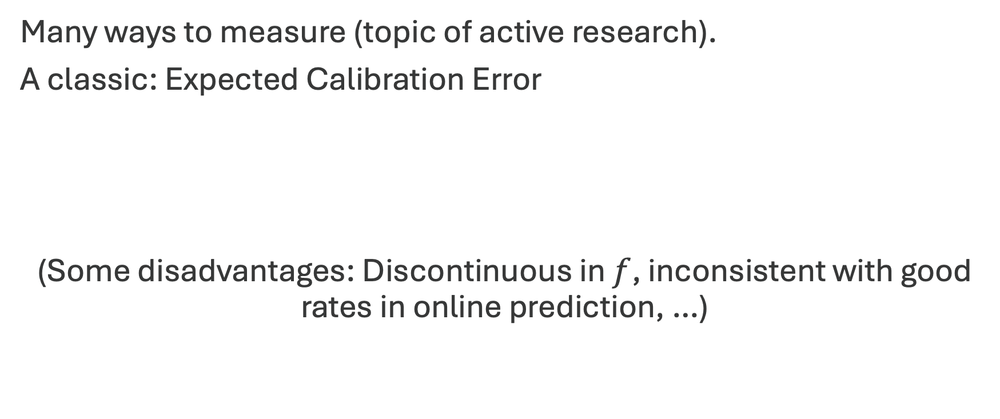 Many ways to measure (topic of active research).
A classic: Expected Calibration Error
(Some disadvantages: Discontinuous in 𝑓, inconsistent with good
rates in online prediction, …)